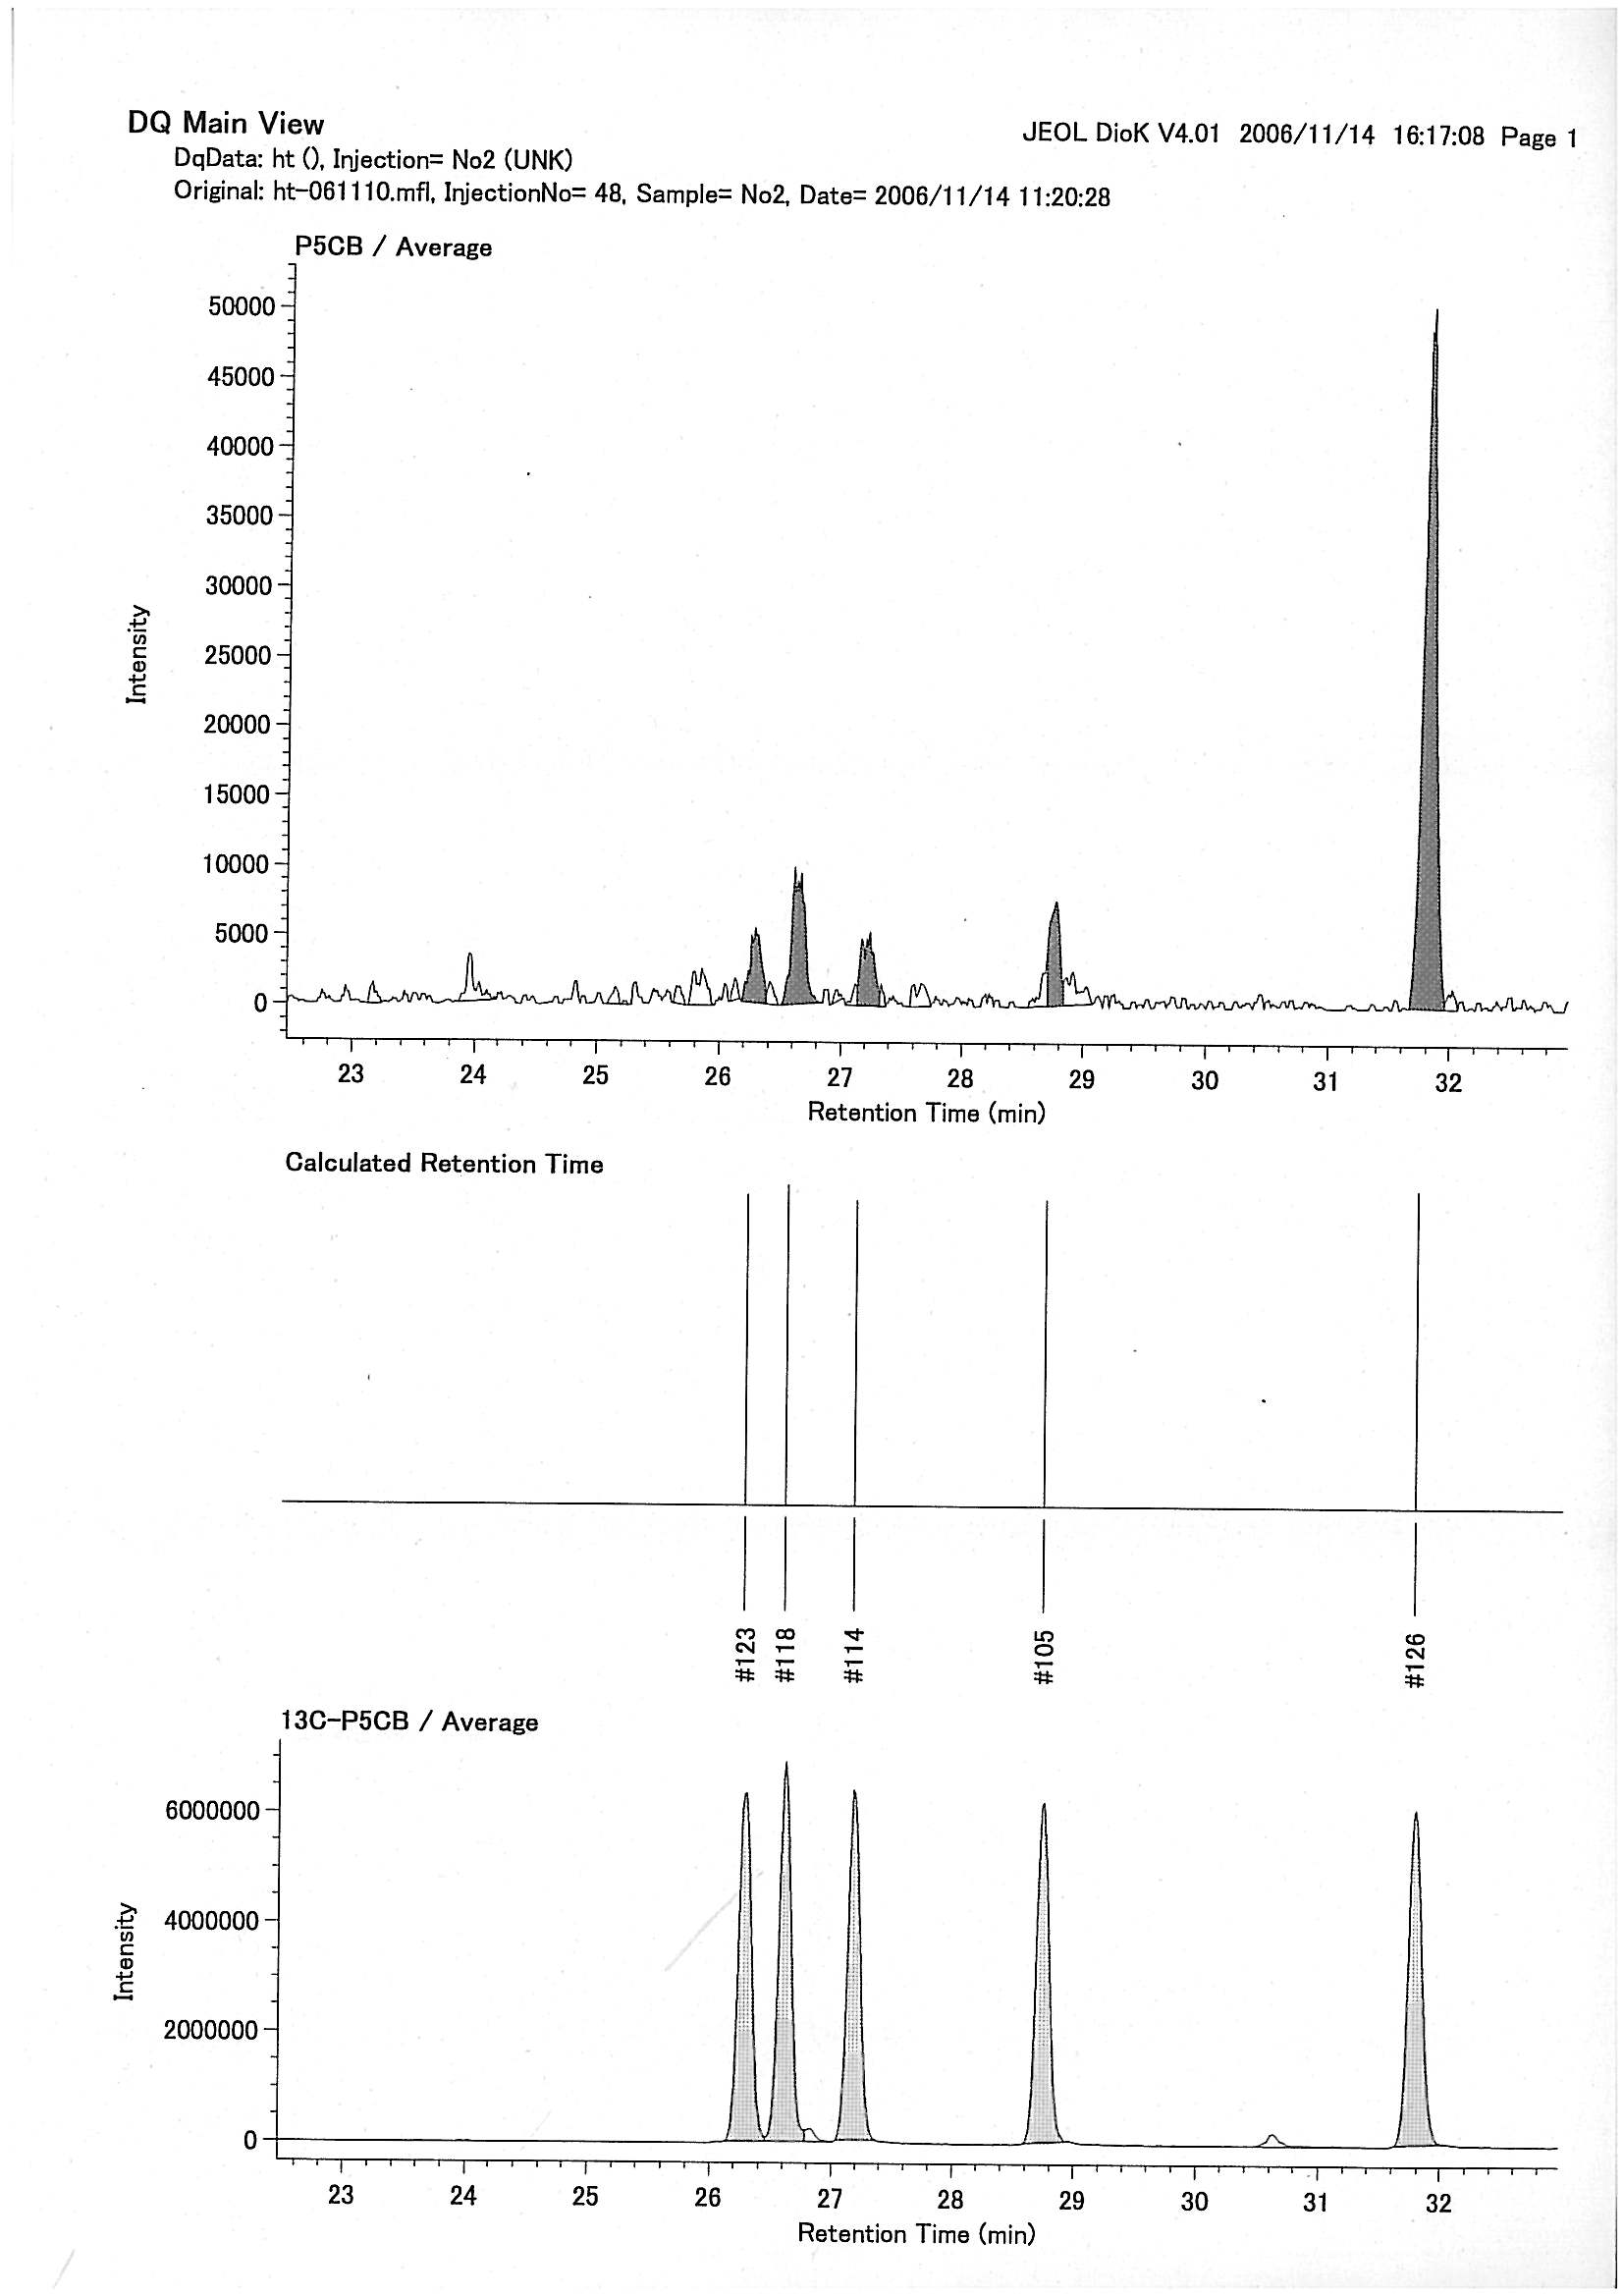 DQ Main View
JEOL DioK V4.01 2006/11/14 16:17:08 Page 1
DqData: ht (), Injection= No2 (UNK)
Original: ht-061110.mfl, InjectionNo= 48, Sample= No2, Date= 2006/11/14 11:20:28
P5CB / Average
50000
45000
40000
35000
30000
25000
20000
15000
10000
5000
0
Intensity
23 24 25 26 27 28 29 30 31 32
Retention Time (min)
Calculated Retention Time
#123 #118 #114 #105 #126
13C-P5CB / Average
6000000
4000000
2000000
0
Intensity
23 24 25 26 27 28 29 30 31 32
Retention Time (min)